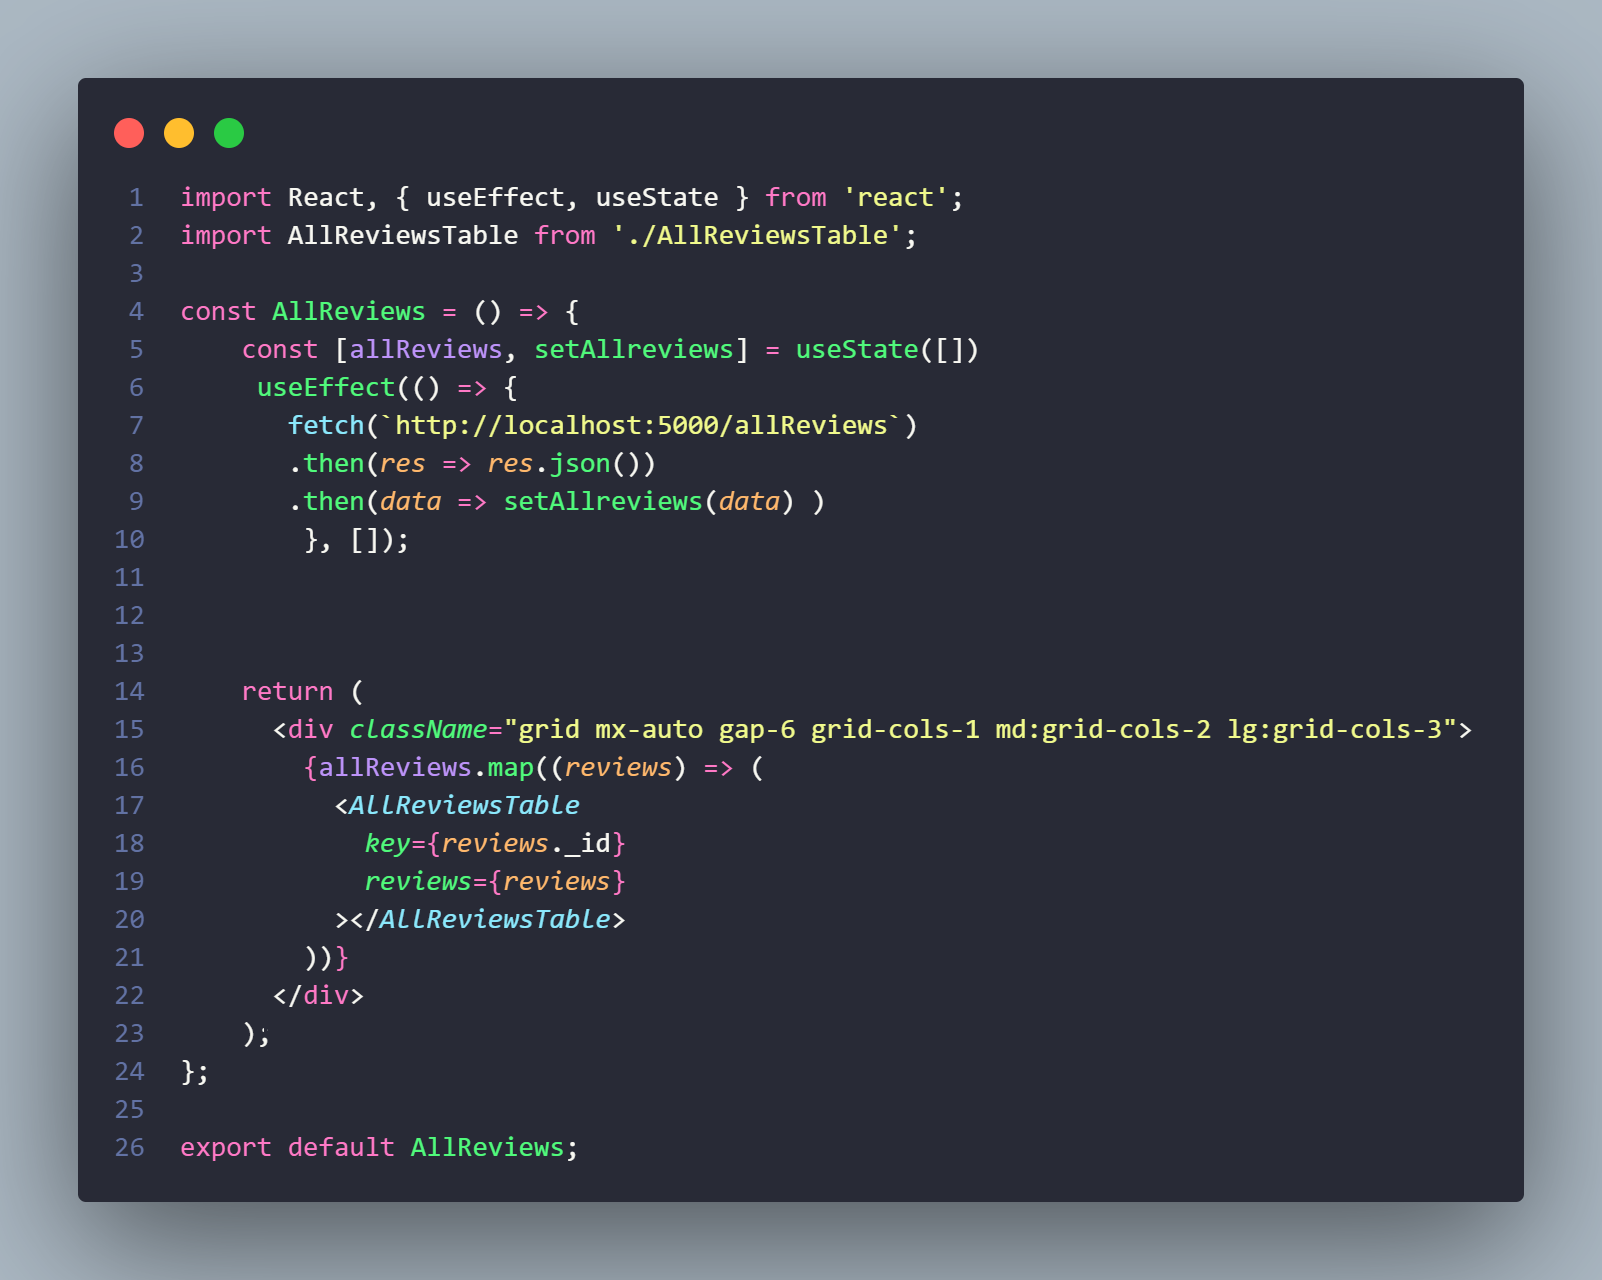 1 import React, { useEffect, useState } from 'react';
2 import AllReviewsTable from './AllReviewsTable';
3
4 const AllReviews = () => {
5     const [allReviews, setAllreviews] = useState([])
6      useEffect(() => {
7        fetch(`http://localhost:5000/allReviews`)
8        .then(res => res.json())
9        .then(data => setAllreviews(data) )
10         }, []);
11
12
13
14     return (
15       <div className="grid mx-auto gap-6 grid-cols-1 md:grid-cols-2 lg:grid-cols-3">
16         {allReviews.map((reviews) => (
17           <AllReviewsTable
18             key={reviews._id}
19             reviews={reviews}
20           ></AllReviewsTable>
21         ))}
22       </div>
23     );
24 };
25
26 export default AllReviews;